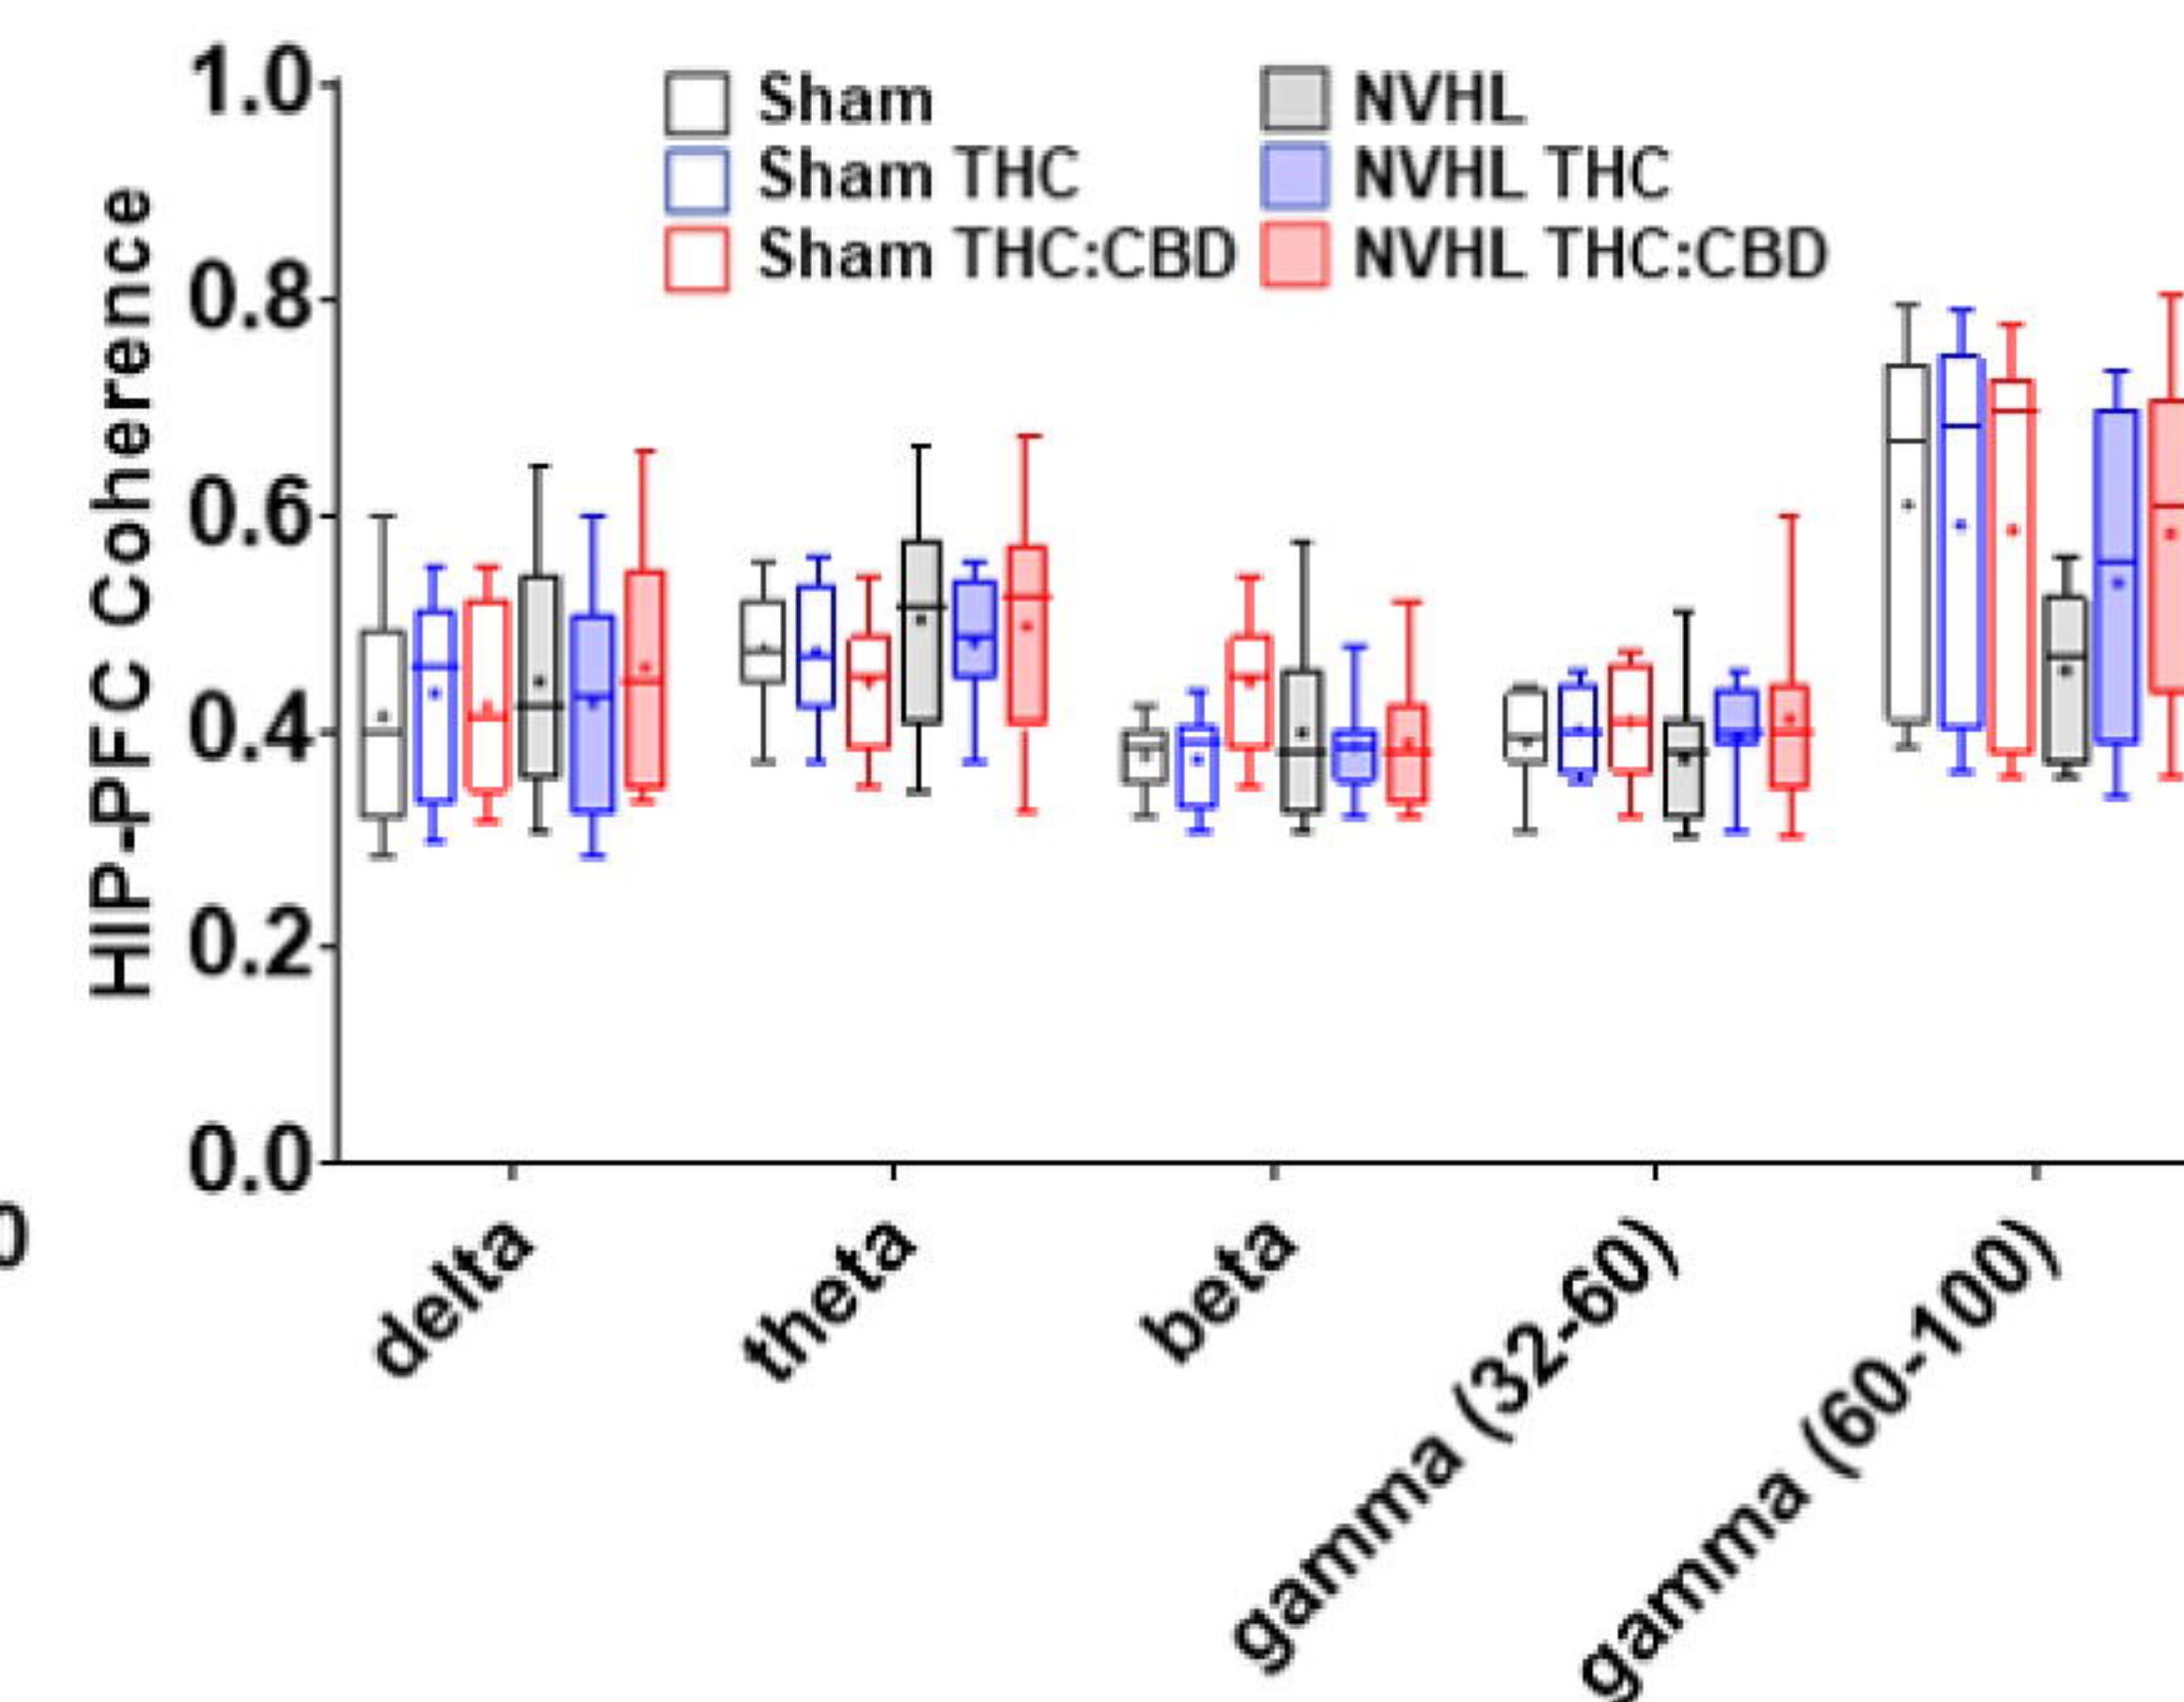 1.0
0.8
0.6
0.4
0.2
0.0
HIP-PFC Coherence
Sham
Sham THC
Sham THC:CBD
NVHL
NVHL THC
NVHL THC:CBD
delta
theta
beta
gamma (32-60)
gamma (60-100)
0